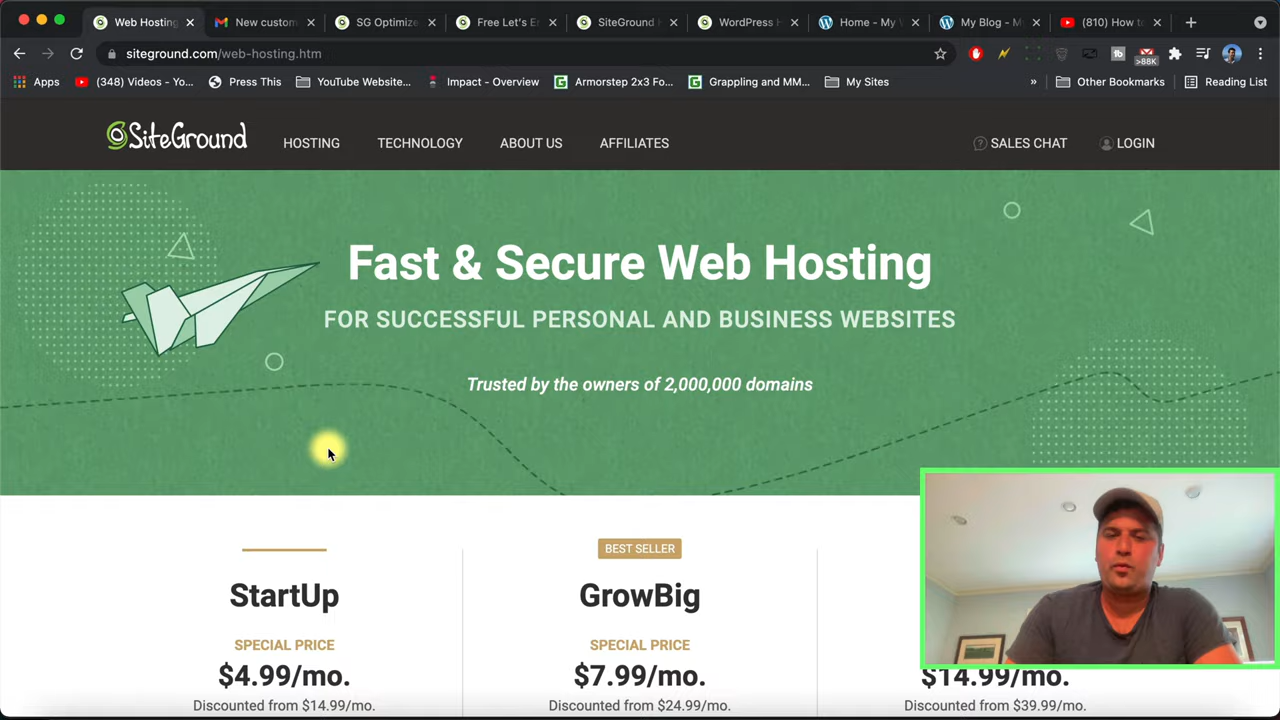 Web Hosting
New custom
SG Optimize
Free Let's E
SiteGround
WordPress H
Home - My
My Blog - M
(810) How to
siteground.com/web-hosting.htm
>88K
Apps
(348) Videos - Yo...
Press This
YouTube Website...
Impact - Overview
Armorstep 2x3 Fo...
Grappling and MM...
My Sites
»
Other Bookmarks
Reading List
SiteGround
HOSTING
TECHNOLOGY
ABOUT US
AFFILIATES
SALES CHAT
LOGIN
Fast & Secure Web Hosting
FOR SUCCESSFUL PERSONAL AND BUSINESS WEBSITES
Trusted by the owners of 2,000,000 domains
StartUp
SPECIAL PRICE
$4.99/mo.
Discounted from $14.99/mo.
BEST SELLER
GrowBig
SPECIAL PRICE
$7.99/mo.
Discounted from $24.99/mo.
$14.99/mo.
Discounted from $39.99/mo.